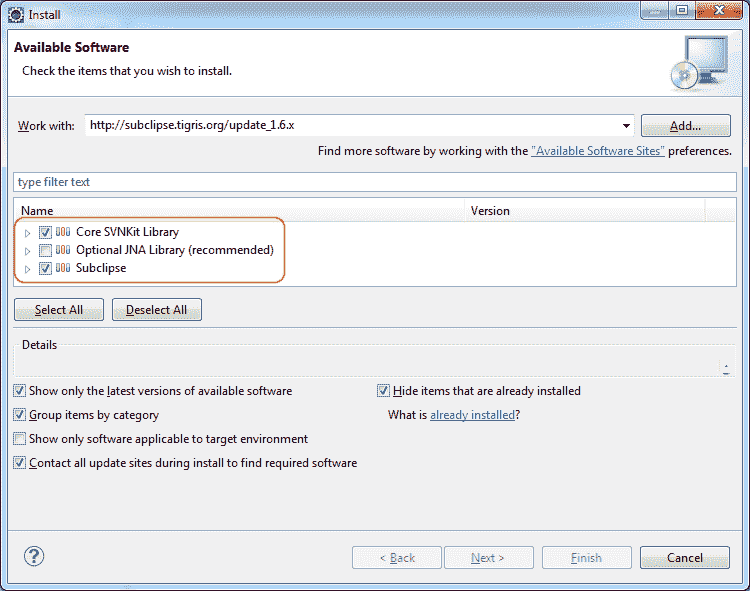 Install
Available Software
Check the items that you wish to install.
Work with: http://subclipse.tigris.org/update_1.6.x Add...
Find more software by working with the "Available Software Sites" preferences.
type filter text
Name Version
Core SVNKit Library
Optional JNA Library (recommended)
Subclipse
Select All Deselect All
Details
Show only the latest versions of available software Hide items that are already installed
Group items by category What is already installed?
Show only software applicable to target environment
Contact all update sites during install to find required software
? < Back Next > Finish Cancel